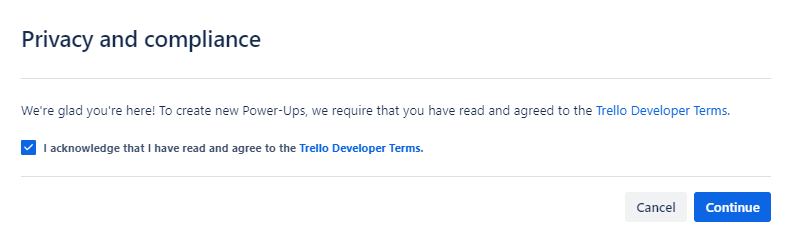 Privacy and compliance
We're glad you're here! To create new Power-Ups, we require that you have read and agreed to the Trello Developer Terms.
I acknowledge that I have read and agree to the Trello Developer Terms.
Cancel Continue